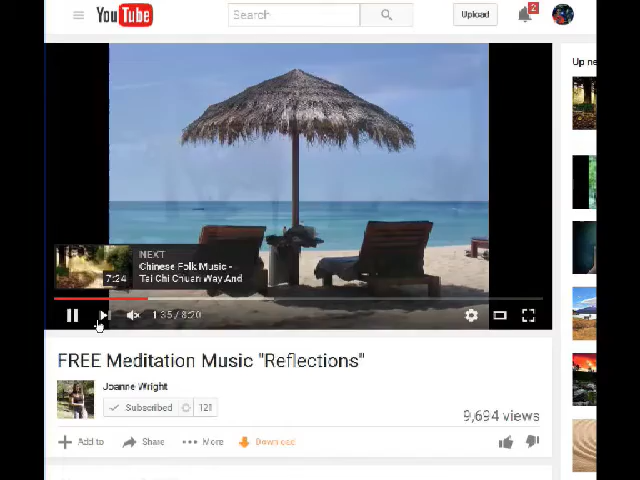 YouTube
Search
Upload
2
Up ne
NEXT
Chinese Folk Music -
Tai Chi Chuan Way And
7:24
1:35 / 8:20
FREE Meditation Music "Reflections"
Joanne Wright
Subscribed 121
9,694 views
Add to Share More Download